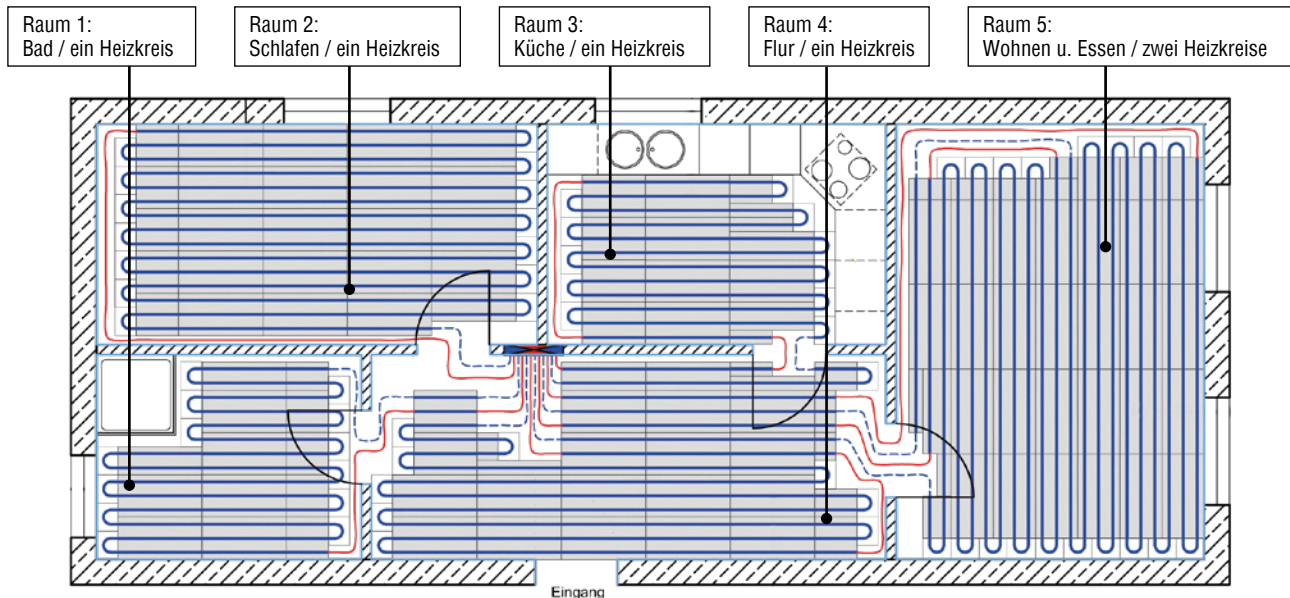 Raum 1:
Bad / ein Heizkreis
Raum 2:
Schlafen / ein Heizkreis
Raum 3:
Küche / ein Heizkreis
Raum 4:
Flur / ein Heizkreis
Raum 5:
Wohnen u. Essen / zwei Heizkreise
Eingang